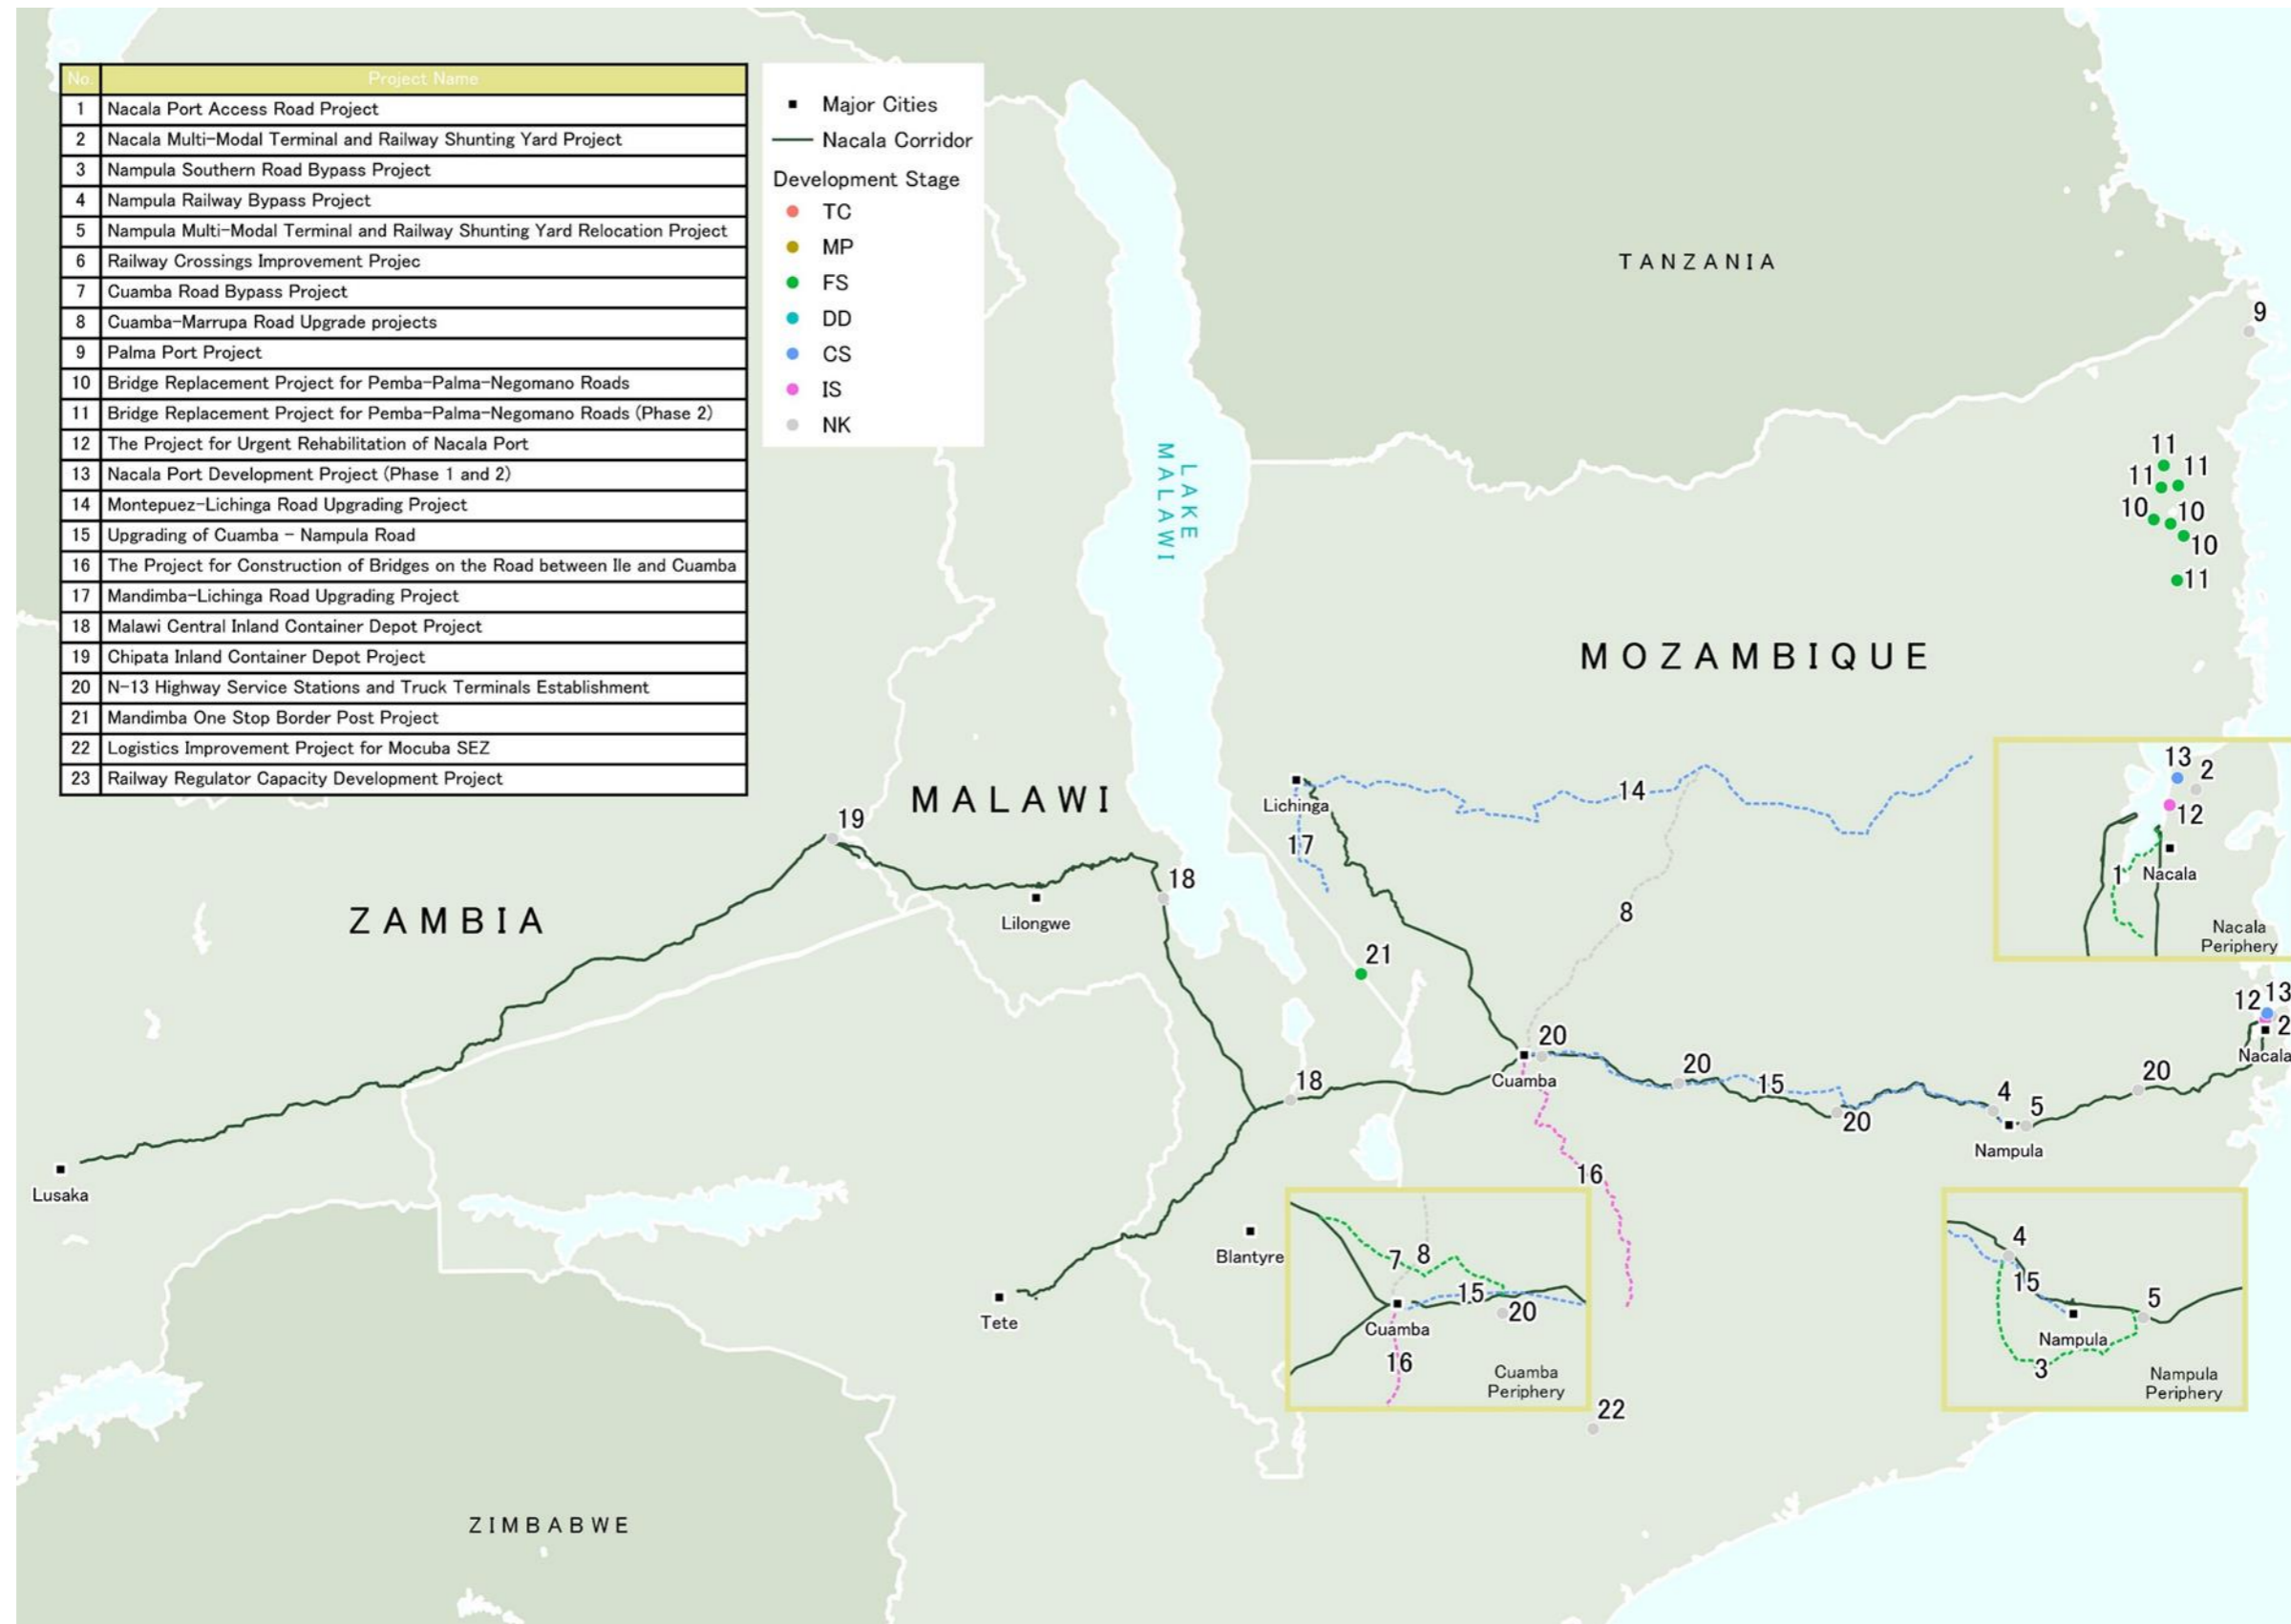 No. Project Name
1 Nacala Port Access Road Project
2 Nacala Multi-Modal Terminal and Railway Shunting Yard Project
3 Nampula Southern Road Bypass Project
4 Nampula Railway Bypass Project
5 Nampula Multi-Modal Terminal and Railway Shunting Yard Relocation Project
6 Railway Crossings Improvement Projec
7 Cuamba Road Bypass Project
8 Cuamba-Marrupa Road Upgrade projects
9 Palma Port Project
10 Bridge Replacement Project for Pemba-Palma-Negomano Roads
11 Bridge Replacement Project for Pemba-Palma-Negomano Roads (Phase 2)
12 The Project for Urgent Rehabilitation of Nacala Port
13 Nacala Port Development Project (Phase 1 and 2)
14 Montepuez-Lichinga Road Upgrading Project
15 Upgrading of Cuamba - Nampula Road
16 The Project for Construction of Bridges on the Road between Ile and Cuamba
17 Mandimba-Lichinga Road Upgrading Project
18 Malawi Central Inland Container Depot Project
19 Chipata Inland Container Depot Project
20 N-13 Highway Service Stations and Truck Terminals Establishment
21 Mandimba One Stop Border Post Project
22 Logistics Improvement Project for Mocuba SEZ
23 Railway Regulator Capacity Development Project
Major Cities
Nacala Corridor
Development Stage
TC
MP
FS
DD
CS
IS
NK
TANZANIA
9
11
11 11
10 10
10
11
LAKE
MALAWI
MOZAMBIQUE
MALAWI
ZAMBIA
ZIMBABWE
Lichinga
14
17
8
19
18
Lilongwe
21
13 2
12
1 Nacala
Nacala
Periphery
12 13
2
Nacala
20
Cuamba
18
20
15
20
20
4
5
Nampula
16
Lusaka
Blantyre
Tete
7 8
15
20
Cuamba
16
Cuamba
Periphery
4
15
5
Nampula
3
Nampula
Periphery
22